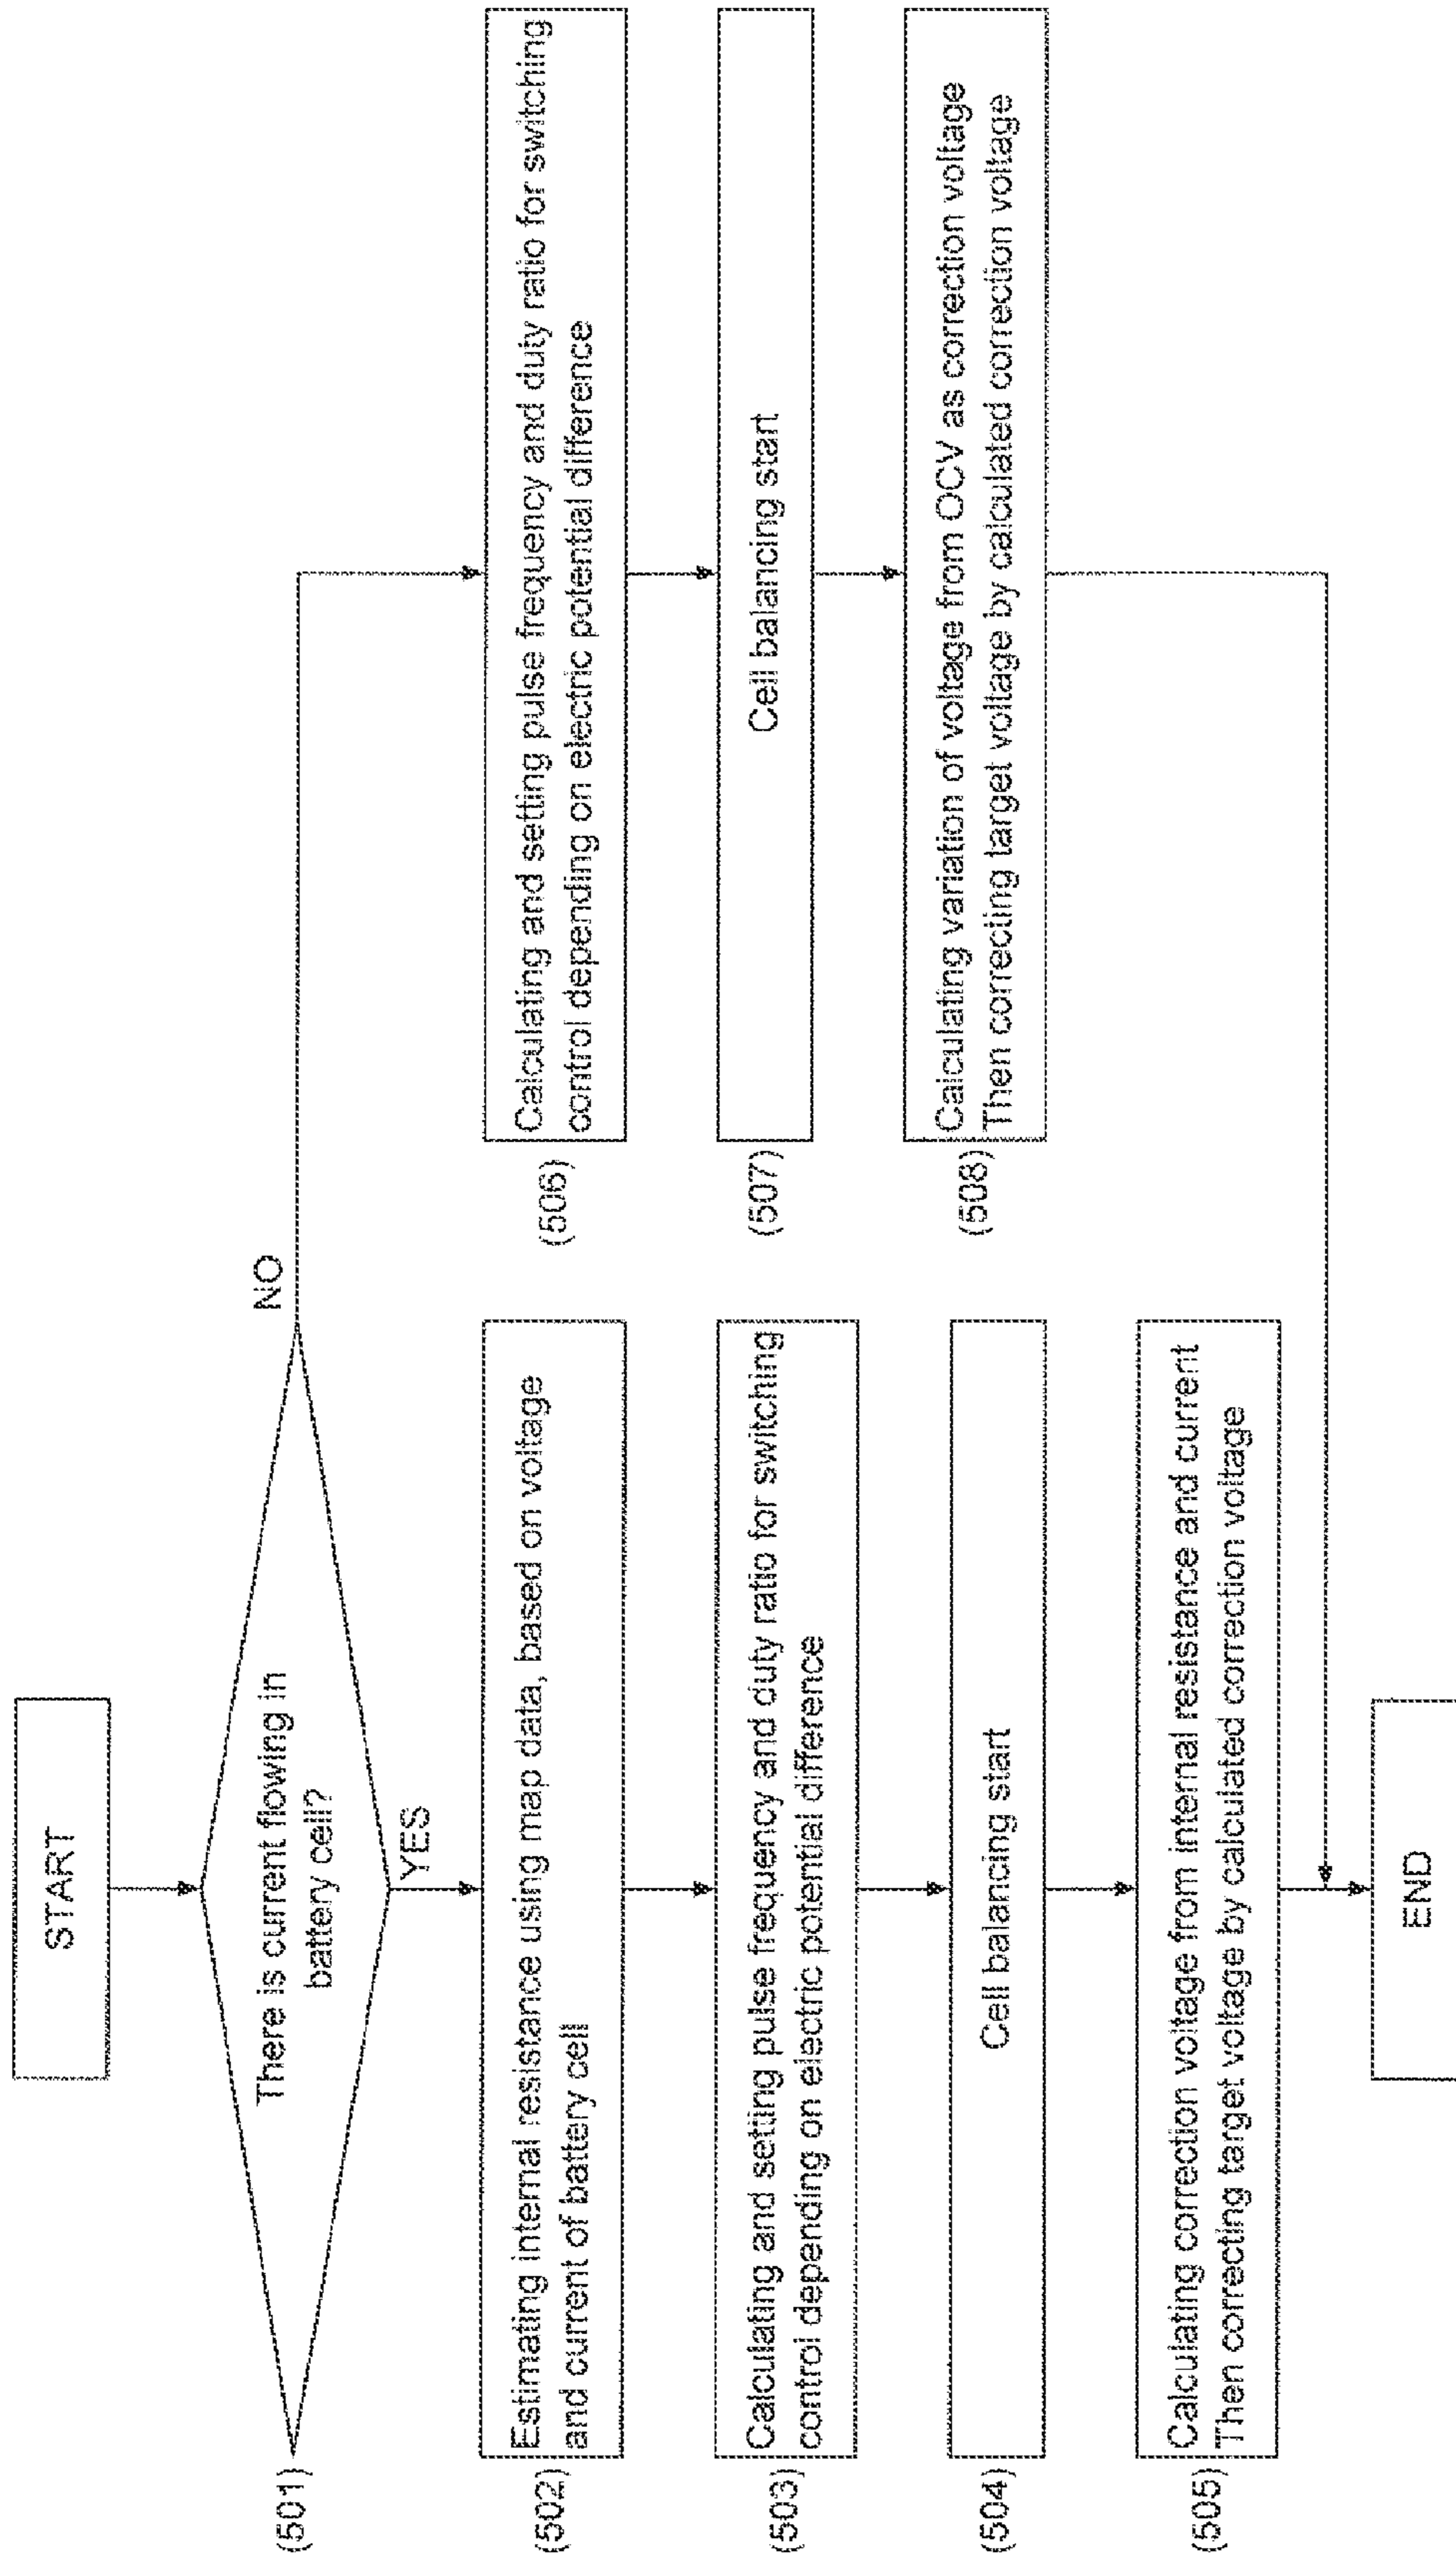 START
(501)
There is current flowing in
battery cell?
NO
YES
(502)
Estimating internal resistance using map data, based on voltage
and current of battery cell
(503)
Calculating and setting pulse frequency and duty ratio for switching
control depending on electric potential difference
(504)
Cell balancing start
(505)
Calculating correction voltage from internal resistance and current
Then correcting target voltage by calculated correction voltage
(506)
Calculating and setting pulse frequency and duty ratio for switching
control depending on electric potential difference
(507)
Cell balancing start
(508)
Calculating variation of voltage from OCV as correction voltage
Then correcting target voltage by calculated correction voltage
END